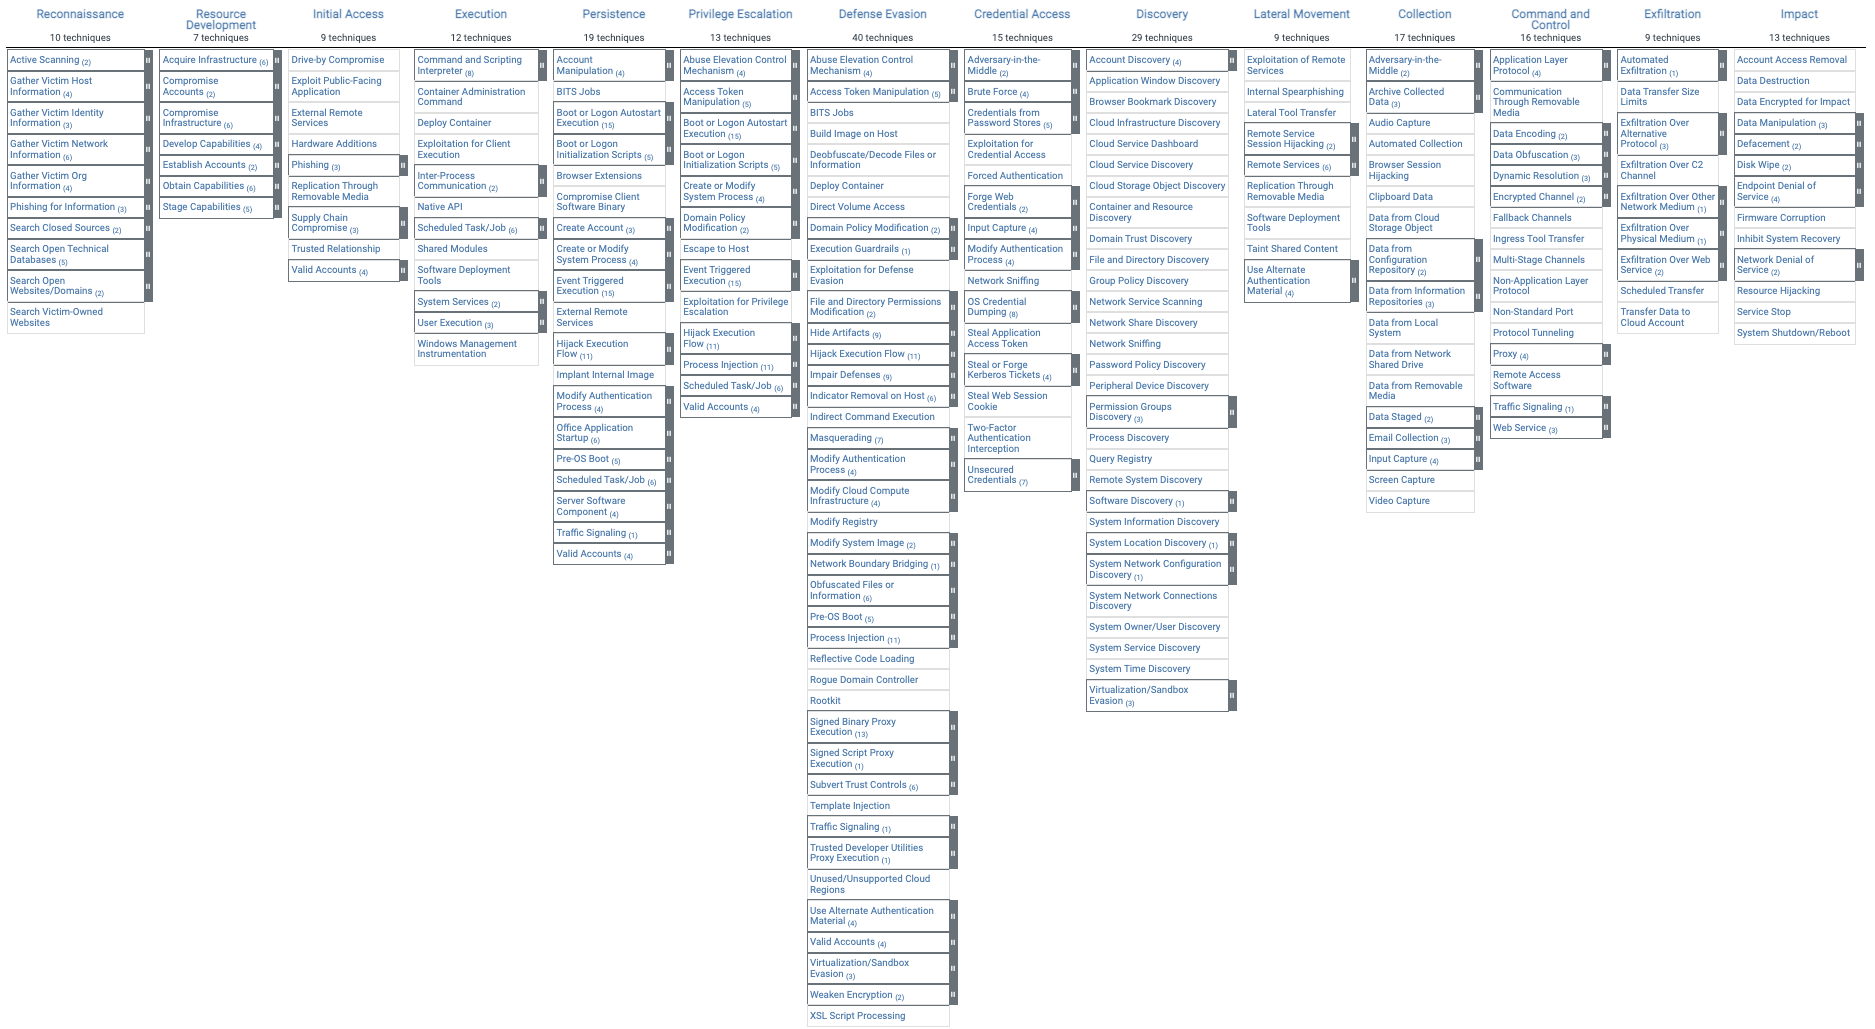 Reconnaissance
10 techniques
Active Scanning (2)
Gather Victim Host
Information (4)
Gather Victim Identity
Information (3)
Gather Victim Network
Information (6)
Gather Victim Org
Information (4)
Phishing for Information (3)
Search Closed Sources (2)
Search Open Technical
Databases (5)
Search Open
Websites/Domains (2)
Search Victim-Owned
Websites
Resource
Development
7 techniques
Acquire Infrastructure (6)
Compromise
Accounts (2)
Compromise
Infrastructure (6)
Develop Capabilities (4)
Establish Accounts (2)
Obtain Capabilities (6)
Stage Capabilities (5)
Initial Access
9 techniques
Drive-by Compromise
Exploit Public-Facing
Application
External Remote
Services
Hardware Additions
Phishing (3)
Replication Through
Removable Media
Supply Chain
Compromise (3)
Trusted Relationship
Valid Accounts (4)
Execution
12 techniques
Command and Scripting
Interpreter (8)
Container Administration
Command
Deploy Container
Exploitation for Client
Execution
Inter-Process
Communication (2)
Native API
Scheduled Task/Job (6)
Shared Modules
Software Deployment
Tools
System Services (2)
User Execution (3)
Windows Management
Instrumentation
Persistence
19 techniques
Account
Manipulation (4)
BITS Jobs
Boot or Logon Autostart
Execution (15)
Boot or Logon
Initialization Scripts (5)
Browser Extensions
Compromise Client
Software Binary
Create Account (3)
Create or Modify
System Process (4)
Event Triggered
Execution (15)
External Remote
Services
Hijack Execution
Flow (11)
Implant Internal Image
Modify Authentication
Process (4)
Office Application
Startup (6)
Pre-OS Boot (5)
Scheduled Task/Job (6)
Server Software
Component (4)
Traffic Signaling (1)
Valid Accounts (4)
Privilege Escalation
13 techniques
Abuse Elevation Control
Mechanism (4)
Access Token
Manipulation (5)
Boot or Logon Autostart
Execution (15)
Boot or Logon
Initialization Scripts (5)
Create or Modify
System Process (4)
Domain Policy
Modification (2)
Escape to Host
Event Triggered
Execution (15)
Exploitation for Privilege
Escalation
Hijack Execution
Flow (11)
Process Injection (11)
Scheduled Task/Job (6)
Valid Accounts (4)
Defense Evasion
40 techniques
Abuse Elevation Control
Mechanism (4)
Access Token Manipulation (5)
BITS Jobs
Build Image on Host
Deobfuscate/Decode Files or
Information
Deploy Container
Direct Volume Access
Domain Policy Modification (2)
Execution Guardrails (1)
Exploitation for Defense
Evasion
File and Directory Permissions
Modification (2)
Hide Artifacts (9)
Hijack Execution Flow (11)
Impair Defenses (9)
Indicator Removal on Host (6)
Indirect Command Execution
Masquerading (7)
Modify Authentication
Process (4)
Modify Cloud Compute
Infrastructure (4)
Modify Registry
Modify System Image (2)
Network Boundary Bridging (1)
Obfuscated Files or
Information (6)
Pre-OS Boot (5)
Process Injection (11)
Reflective Code Loading
Rogue Domain Controller
Rootkit
Signed Binary Proxy
Execution (13)
Signed Script Proxy
Execution (1)
Subvert Trust Controls (6)
Template Injection
Traffic Signaling (1)
Trusted Developer Utilities
Proxy Execution (1)
Unused/Unsupported Cloud
Regions
Use Alternate Authentication
Material (4)
Valid Accounts (4)
Virtualization/Sandbox
Evasion (3)
Weaken Encryption (2)
XSL Script Processing
Credential Access
15 techniques
Adversary-in-the-
Middle (2)
Brute Force (4)
Credentials from
Password Stores (5)
Exploitation for
Credential Access
Forced Authentication
Forge Web
Credentials (2)
Input Capture (4)
Modify Authentication
Process (4)
Network Sniffing
OS Credential
Dumping (8)
Steal Application
Access Token
Steal or Forge
Kerberos Tickets (4)
Steal Web Session
Cookie
Two-Factor
Authentication
Interception
Unsecured
Credentials (7)
Discovery
29 techniques
Account Discovery (4)
Application Window Discovery
Browser Bookmark Discovery
Cloud Infrastructure Discovery
Cloud Service Dashboard
Cloud Service Discovery
Cloud Storage Object Discovery
Container and Resource
Discovery
Domain Trust Discovery
File and Directory Discovery
Group Policy Discovery
Network Service Scanning
Network Share Discovery
Network Sniffing
Password Policy Discovery
Peripheral Device Discovery
Permission Groups
Discovery (3)
Process Discovery
Query Registry
Remote System Discovery
Software Discovery (1)
System Information Discovery
System Location Discovery (1)
System Network Configuration
Discovery (1)
System Network Connections
Discovery
System Owner/User Discovery
System Service Discovery
System Time Discovery
Virtualization/Sandbox
Evasion (3)
Lateral Movement
9 techniques
Exploitation of Remote
Services
Internal Spearphishing
Lateral Tool Transfer
Remote Service
Session Hijacking (2)
Remote Services (6)
Replication Through
Removable Media
Software Deployment
Tools
Taint Shared Content
Use Alternate
Authentication
Material (4)
Collection
17 techniques
Adversary-in-the-
Middle (2)
Archive Collected
Data (3)
Audio Capture
Automated Collection
Browser Session
Hijacking
Clipboard Data
Data from Cloud
Storage Object
Data from
Configuration
Repository (2)
Data from Information
Repositories (3)
Data from Local
System
Data from Network
Shared Drive
Data from Removable
Media
Data Staged (2)
Email Collection (3)
Input Capture (4)
Screen Capture
Video Capture
Command and
Control
16 techniques
Application Layer
Protocol (4)
Communication
Through Removable
Media
Data Encoding (2)
Data Obfuscation (3)
Dynamic Resolution (3)
Encrypted Channel (2)
Fallback Channels
Ingress Tool Transfer
Multi-Stage Channels
Non-Application Layer
Protocol
Non-Standard Port
Protocol Tunneling
Proxy (4)
Remote Access
Software
Traffic Signaling (1)
Web Service (3)
Exfiltration
9 techniques
Automated
Exfiltration (1)
Data Transfer Size
Limits
Exfiltration Over
Alternative
Protocol (3)
Exfiltration Over C2
Channel
Exfiltration Over Other
Network Medium (1)
Exfiltration Over
Physical Medium (1)
Exfiltration Over Web
Service (2)
Scheduled Transfer
Transfer Data to
Cloud Account
Impact
13 techniques
Account Access Removal
Data Destruction
Data Encrypted for Impact
Data Manipulation (3)
Defacement (2)
Disk Wipe (2)
Endpoint Denial of
Service (4)
Firmware Corruption
Inhibit System Recovery
Network Denial of
Service (2)
Resource Hijacking
Service Stop
System Shutdown/Reboot